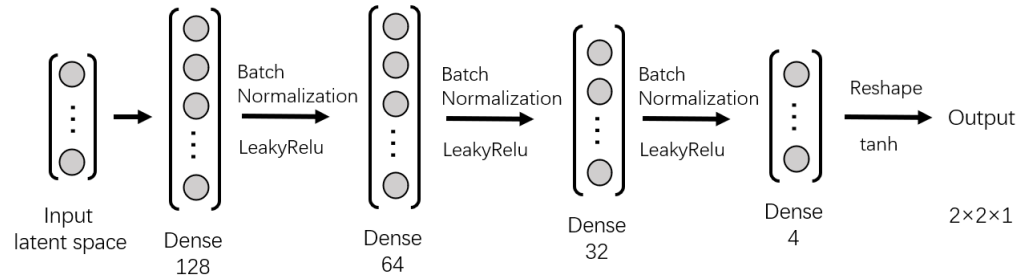 Input
latent space
Dense
128
Batch
Normalization
LeakyRelu
Dense
64
Batch
Normalization
LeakyRelu
Dense
32
Batch
Normalization
LeakyRelu
Dense
4
Reshape
tanh
Output
2×2×1